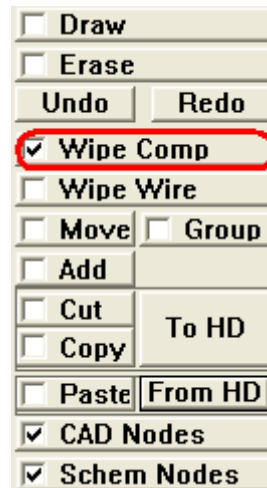 Draw
Erase
Undo Redo
Wipe Comp
Wipe Wire
Move Group
Add
Cut
To HD
Copy
Paste From HD
CAD Nodes
Schem Nodes